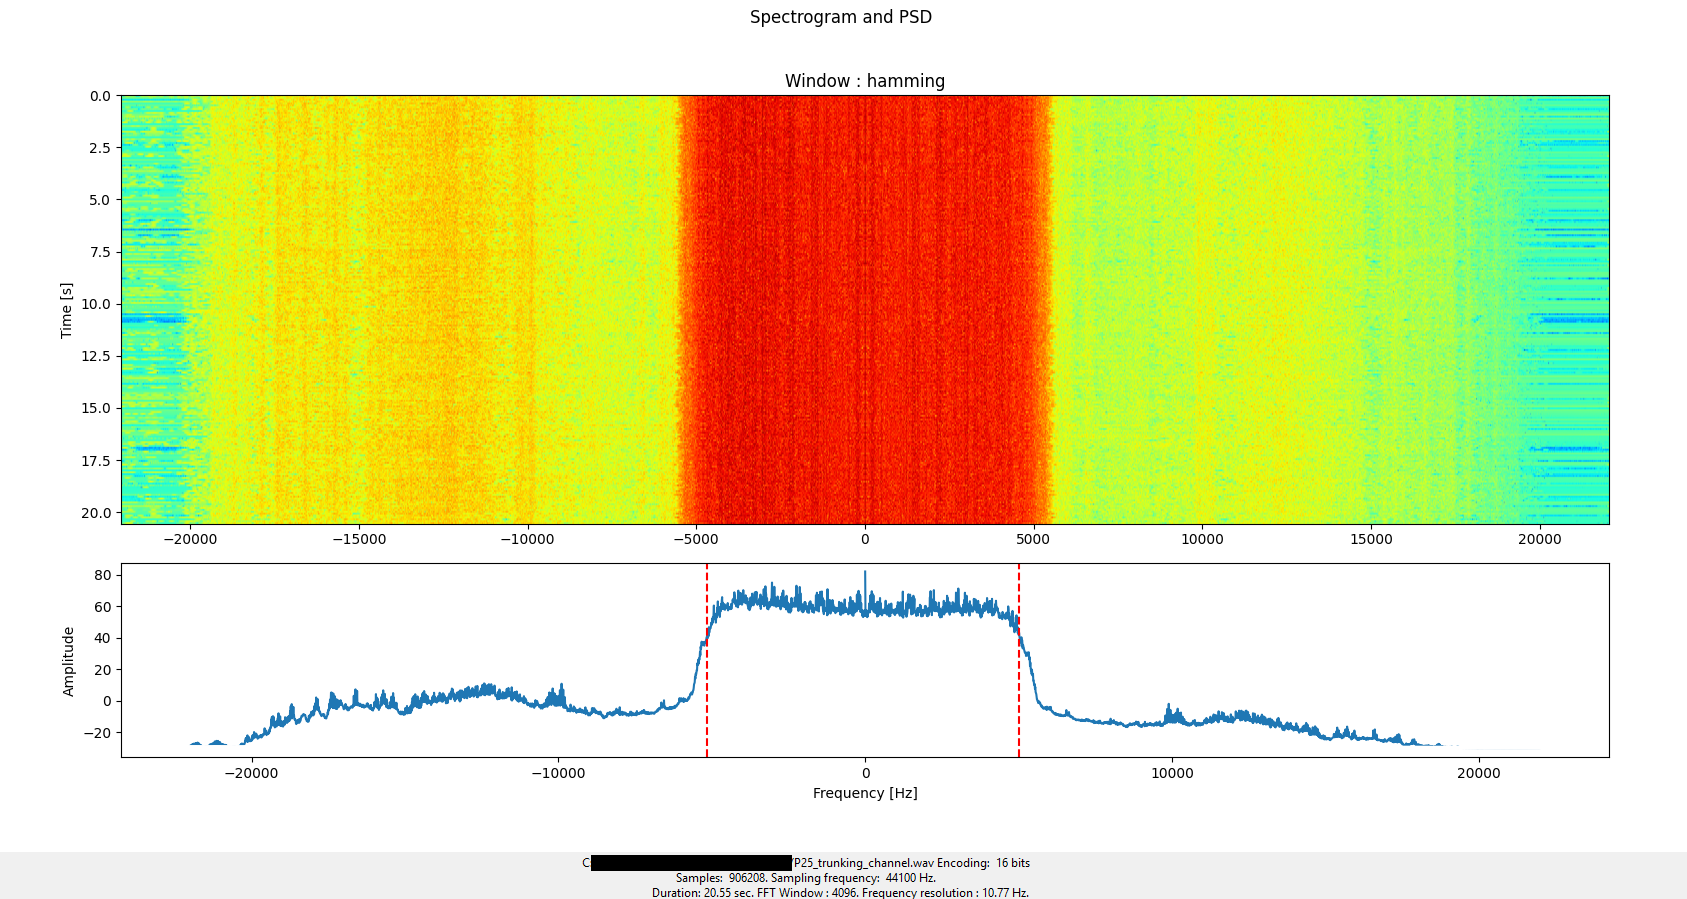 Spectrogram and PSD
Window : hamming
0.0
2.5
5.0
7.5
10.0
12.5
15.0
17.5
20.0
Time [s]
−20000 −15000 −10000 −5000 0 5000 10000 15000 20000
80
60
40
20
0
−20
Amplitude
−20000 −10000 0 10000 20000
Frequency [Hz]
C /P25_trunking_channel.wav Encoding: 16 bits
Samples: 906208. Sampling frequency: 44100 Hz.
Duration: 20.55 sec. FFT Window : 4096. Frequency resolution : 10.77 Hz.